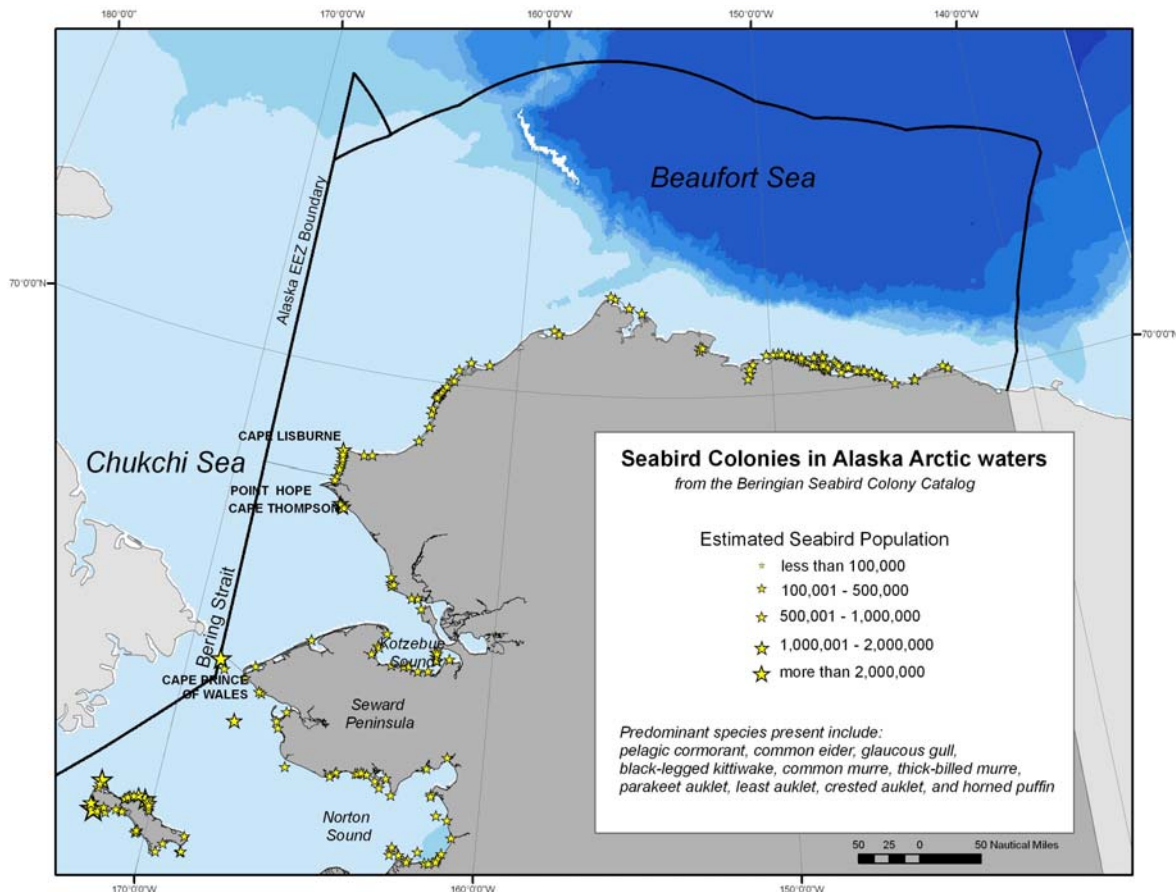 180°0'0"
170°0'0"W
160°0'0"W
150°0'0"W
140°0'0"W
Beaufort Sea
Alaska EEZ Boundary
70°0'0"N
70°0'0"N
CAPE LISBURNE
Chukchi Sea
POINT HOPE
CAPE THOMPSON
Bering Strait
Kotzebue
Sound
CAPE PRINCE
OF WALES
Seward
Peninsula
Norton
Sound
Seabird Colonies in Alaska Arctic waters
from the Beringian Seabird Colony Catalog
Estimated Seabird Population
less than 100,000
100,001 - 500,000
500,001 - 1,000,000
1,000,001 - 2,000,000
more than 2,000,000
Predominant species present include:
pelagic cormorant, common eider, glaucous gull,
black-legged kittiwake, common murre, thick-billed murre,
parakeet auklet, least auklet, crested auklet, and horned puffin
50 25 0 50 Nautical Miles
170°0'0"W
160°0'0"W
150°0'0"W